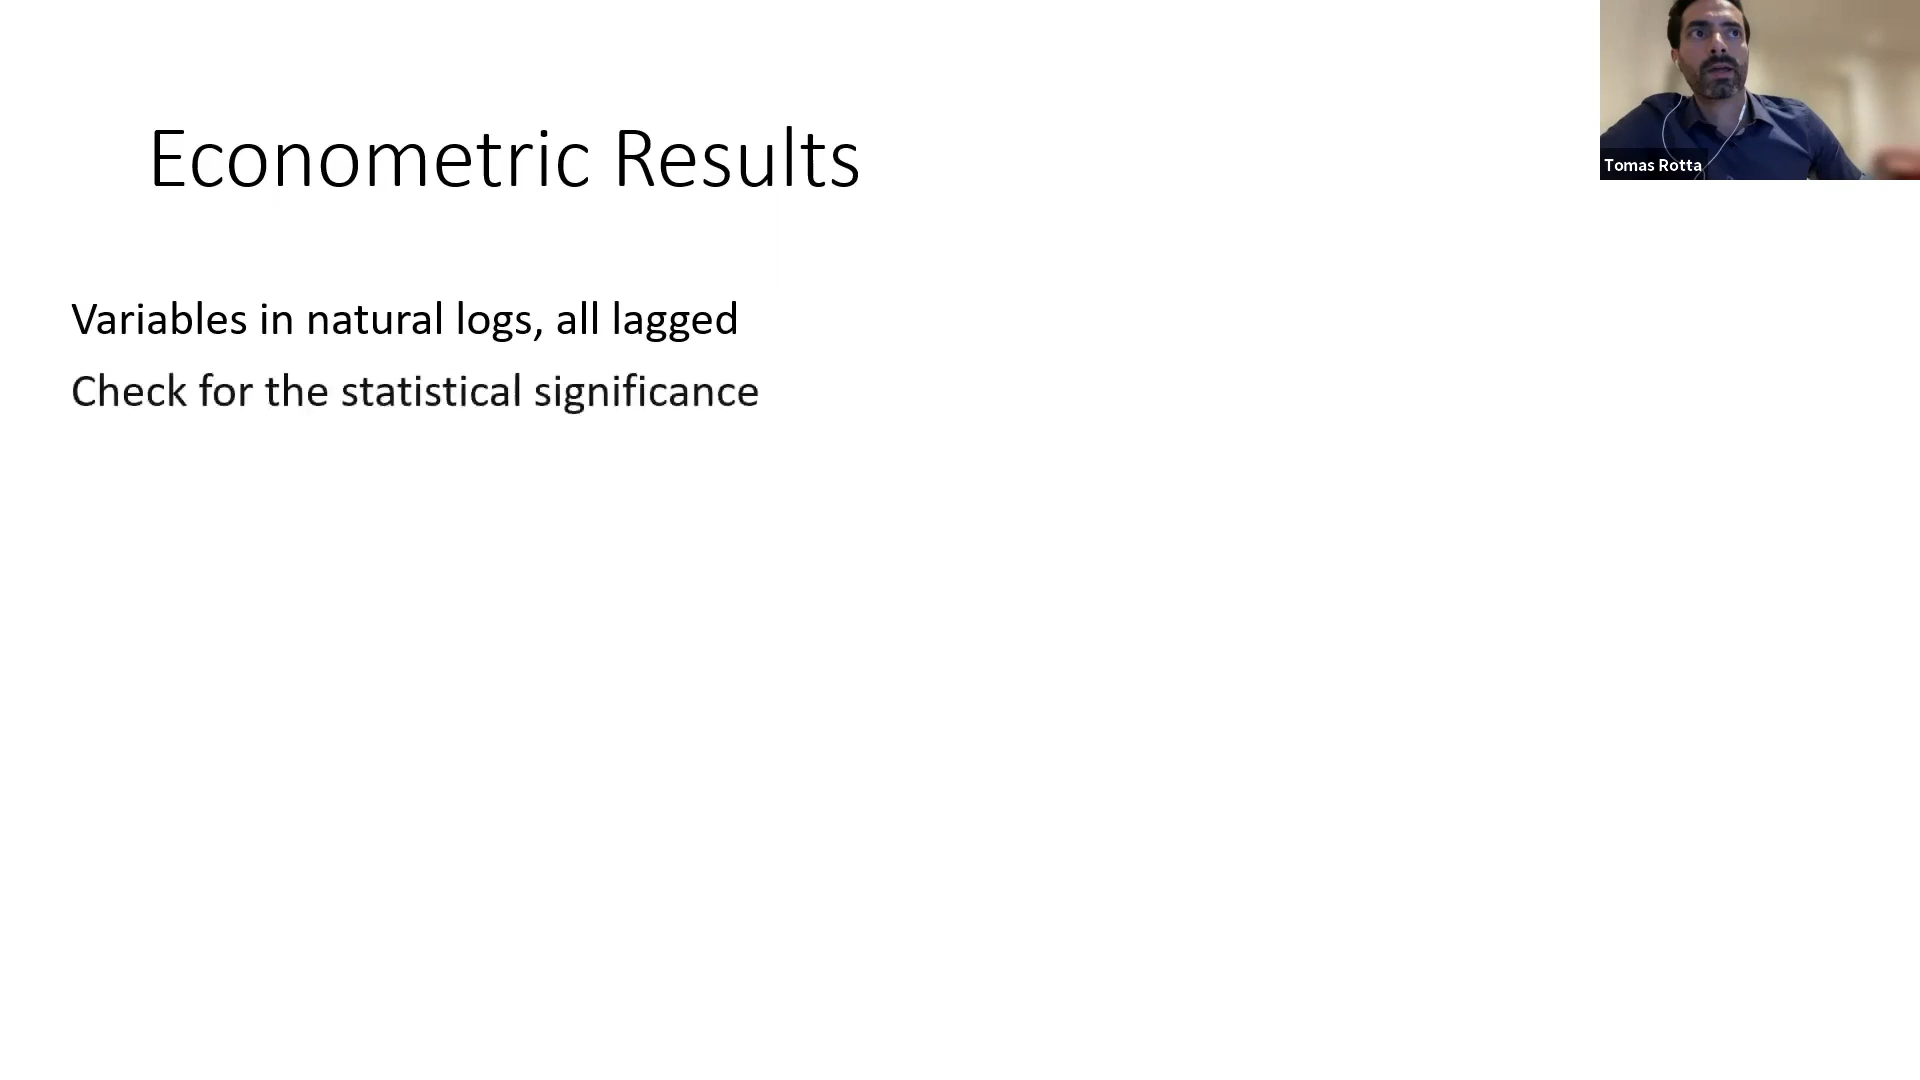 Econometric Results
Tomas Rotta
Variables in natural logs, all lagged
Check for the statistical significance